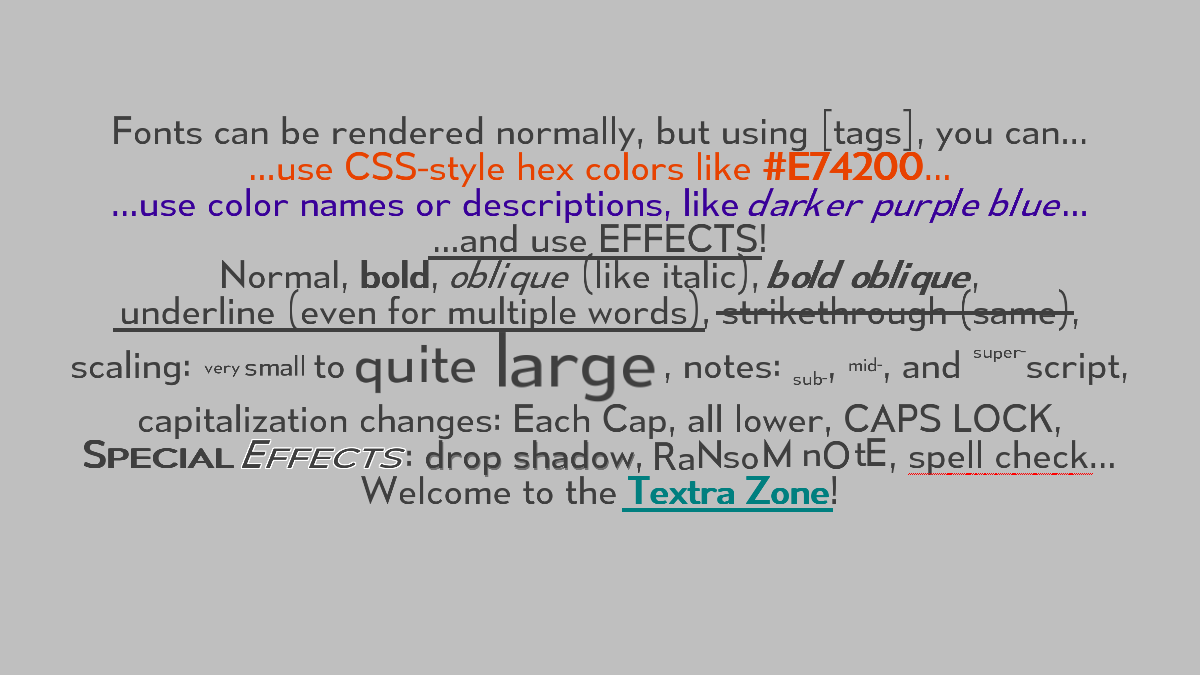 Fonts can be rendered normally, but using [tags], you can...
...use CSS-style hex colors like #E74200...
...use color names or descriptions, like darker purple blue...
...and use EFFECTS!
Normal, bold, oblique (like italic), bold oblique,
underline (even for multiple words), strikethrough (same),
scaling: very small to quite large, notes: sub-, mid-, and super-script,
capitalization changes: Each Cap, all lower, CAPS LOCK,
Special Effects: drop shadow, RaNsoM nOtE, spell check...
Welcome to the Textra Zone!